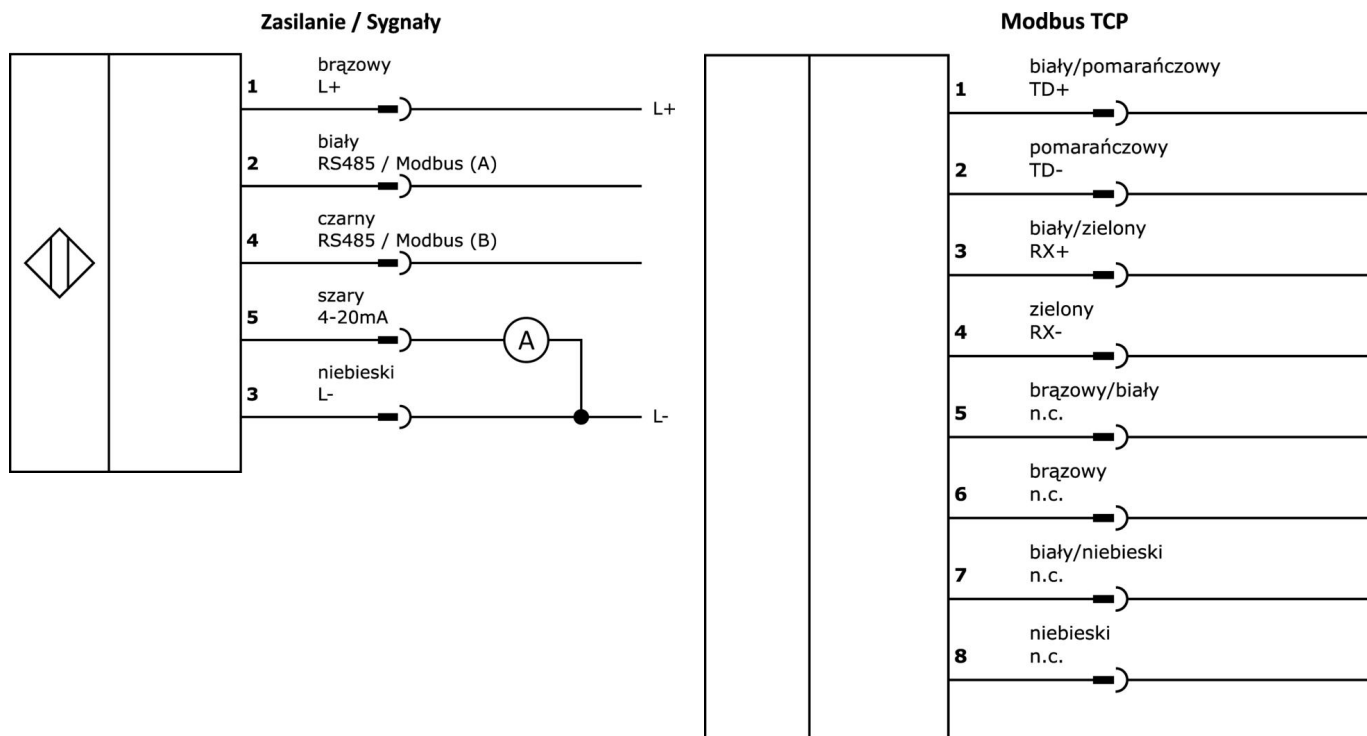 Zasilanie / Sygnały
brązowy
1 L+
L+
biały
2 RS485 / Modbus (A)
czarny
4 RS485 / Modbus (B)
szary
5 4-20mA
A
niebieski
3 L-
L-
Modbus TCP
biały/pomarańczowy
1 TD+
pomarańczowy
2 TD-
biały/zielony
3 RX+
zielony
4 RX-
brązowy/biały
5 n.c.
brązowy
6 n.c.
biały/niebieski
7 n.c.
niebieski
8 n.c.